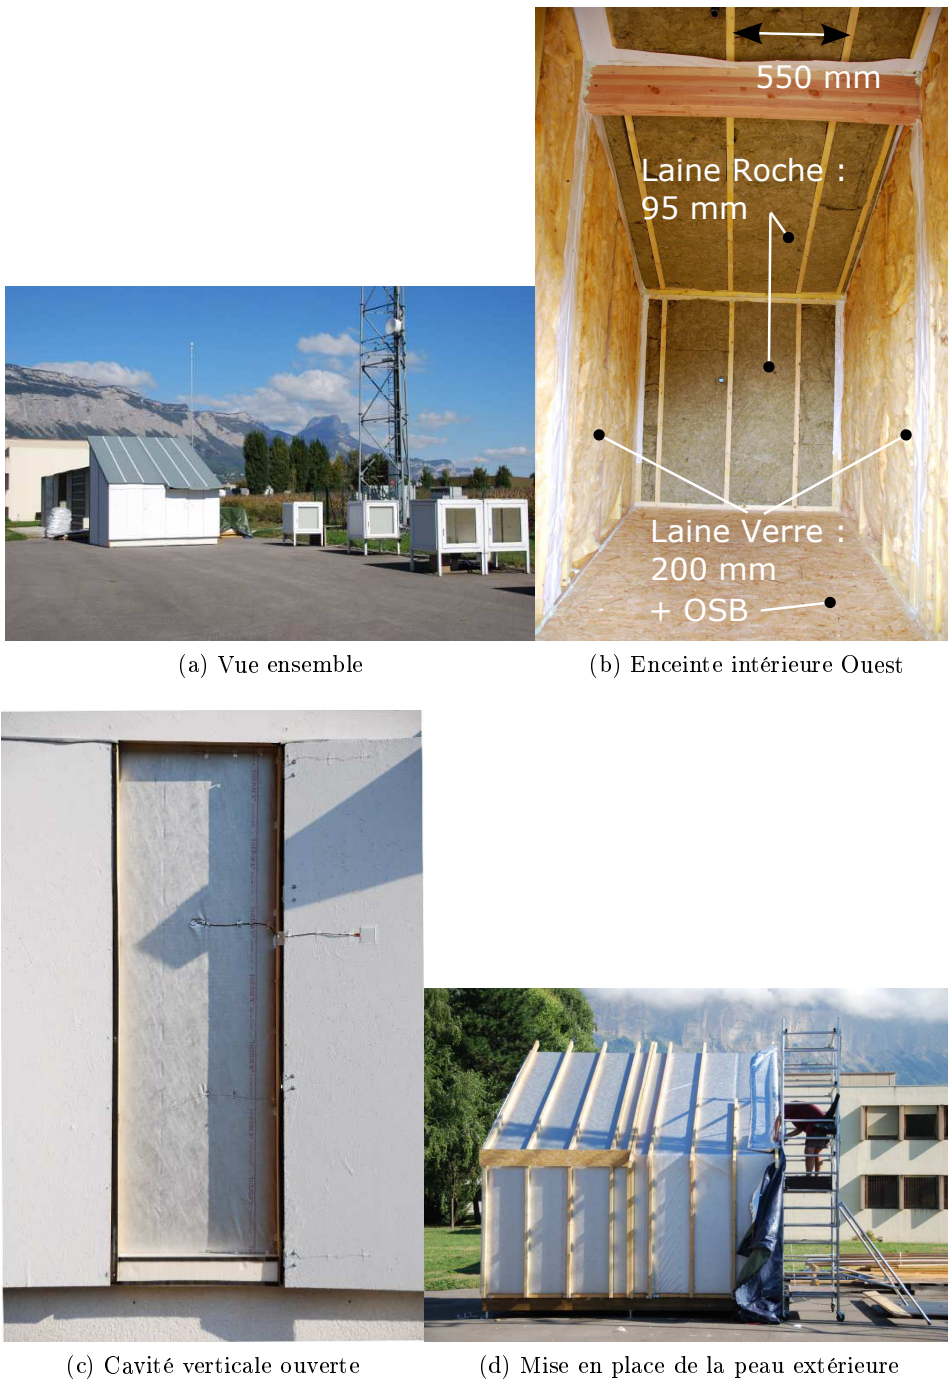 550 mm
Laine Roche :
95 mm
Laine Verre :
200 mm
+ OSB
(a) Vue ensemble
(b) Enceinte intérieure Ouest
(c) Cavité verticale ouverte
(d) Mise en place de la peau extérieure